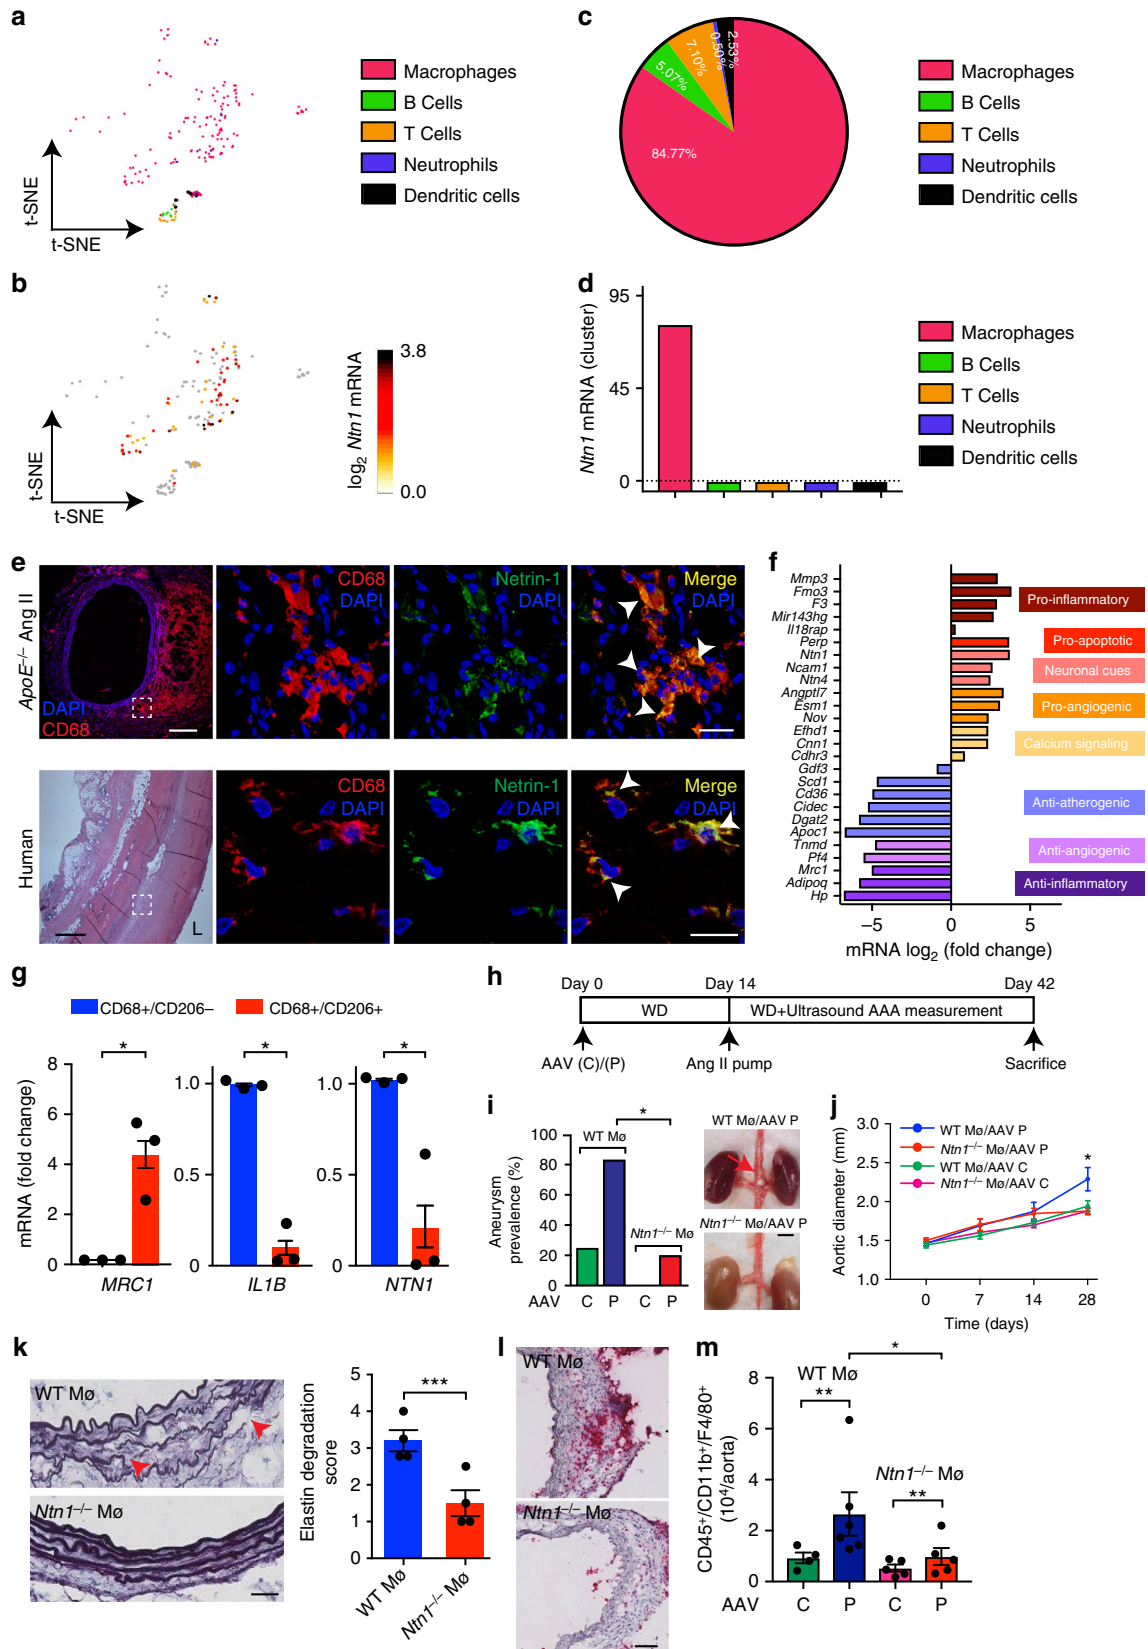 a
Macrophages
B Cells
T Cells
Neutrophils
Dendritic cells
t-SNE
t-SNE
c
84.77%
5.07%
7.10%
0.50%
2.53%
Macrophages
B Cells
T Cells
Neutrophils
Dendritic cells
b
t-SNE
t-SNE
log2 Ntn1 mRNA
3.8
0.0
d
Ntn1 mRNA (cluster)
95
45
0
Macrophages
B Cells
T Cells
Neutrophils
Dendritic cells
e
ApoE−/− Ang II
DAPI
CD68
CD68
DAPI
Netrin-1
DAPI
Merge
DAPI
Human
L
CD68
DAPI
Netrin-1
DAPI
Merge
DAPI
f
Mmp3
Fmo3
F3
Mir143hg
Il18rap
Perp
Ntn1
Ncam1
Ntn4
Angptl7
Esm1
Nov
Efhd1
Cnn1
Cdhr3
Gdf3
Scd1
Cd36
Cidec
Dgat2
Apoc1
Tnmd
Pf4
Mrc1
Adipoq
Hp
Pro-inflammatory
Pro-apoptotic
Neuronal cues
Pro-angiogenic
Calcium signaling
Anti-atherogenic
Anti-angiogenic
Anti-inflammatory
−5 0 5
mRNA log2 (fold change)
g
CD68+/CD206−
CD68+/CD206+
mRNA (fold change)
8
6
4
2
0
*
MRC1
1.0
0.5
0
*
IL1B
1.0
0.5
0
*
NTN1
h
Day 0 Day 14 Day 42
WD
WD+Ultrasound AAA measurement
AAV (C)/(P)
Ang II pump
Sacrifice
i
Aneurysm
prevalence (%)
100
80
60
40
20
0
*
WT Mø
Ntn1−/− Mø
AAV C P C P
WT Mø/AAV P
Ntn1−/− Mø/AAV P
j
Aortic diameter (mm)
3.0
2.6
2.0
1.6
1.0
WT Mø/AAV P
Ntn1−/− Mø/AAV P
WT Mø/AAV C
Ntn1−/− Mø/AAV C
*
0 7 14 28
Time (days)
k
WT Mø
Ntn1−/− Mø
Elastin degradation
score
5
4
3
2
1
0
***
WT Mø
Ntn1−/− Mø
l
WT Mø
Ntn1−/− Mø
m
CD45+/CD11b+/F4/80+
(10⁴/aorta)
8
6
4
2
0
*
WT Mø
**
Ntn1−/− Mø
**
AAV C P C P